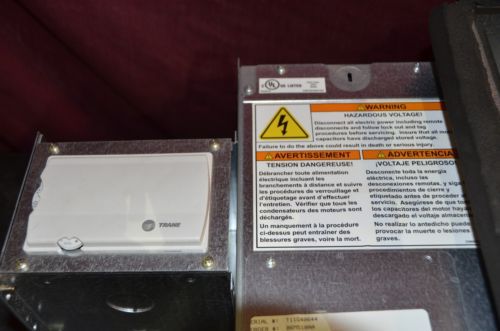 UL
OR LISTED
TRANE
WARNING
HAZARDOUS VOLTAGE!
Disconnect all electric power including remote
disconnects and follow lock out and tag
procedures before servicing. Insure that all motor
capacitors have discharged stored voltage.
Failure to do the above could result in death or serious injury.
AVERTISSEMENT
TENSION DANGEREUSE!
Débrancher toute alimentation
électrique incluant les
branchements à distance et suivre
les procédures de verrouillage et
d'étiquetage avant d'effectuer
l'entretien. Vérifier que tous les
condensateurs des moteurs sont
déchargés.
Un manquement à la procédure
ci-dessus peut entraîner des
blessures graves, voire la mort.
ADVERTENCIA
¡VOLTAJE PELIGROSO!
Desconecte toda la energía
eléctrica, incluso las
desconexiones remotas, y siga
el cierre y etiquetado antes de
proceder al servicio. Asegúrese de que
los capacitores del motor hayan
descargado el voltaje
No realizar lo antedicho puede
provocar la muerte o lesiones
graves.
SERIAL #:
ORDER #: